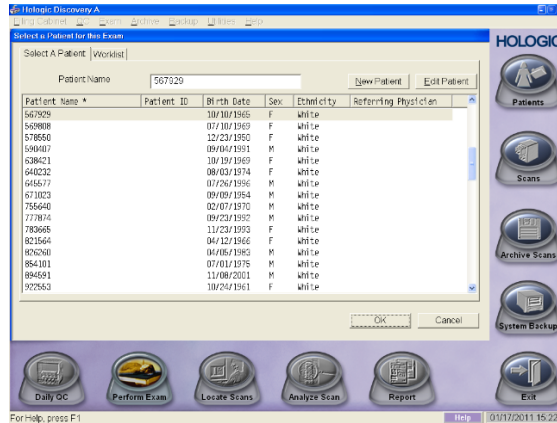 Hologic Discovery A
Filing Cabinet QC Exam Archive Backup Utilities Help
Select a Patient for this Exam
HOLOGIC
Select A Patient Worklist
Patient Name 567929 New Patient Edit Patient
Patient Name * Patient ID Birth Date Sex Ethnicity Referring Physician
567929 10/10/1965 F White
569808 07/10/1969 F White
578550 12/23/1950 F White
590407 09/04/1991 M White
638421 10/19/1969 F White
640232 08/03/1974 F White
645577 07/26/1996 M White
671023 09/09/1954 M White
755640 02/07/1970 M White
777874 09/23/1992 M White
783665 11/23/1993 F White
821564 04/12/1966 F White
826260 04/05/1983 M White
854101 07/01/1975 M White
894591 11/08/2001 M White
922553 10/24/1961 F White
OK Cancel
Patients
Scans
Archive Scans
System Backup
Daily QC Perform Exam Locate Scans Analyze Scan Report Exit
For Help, press F1 Help 01/17/2011 15:22